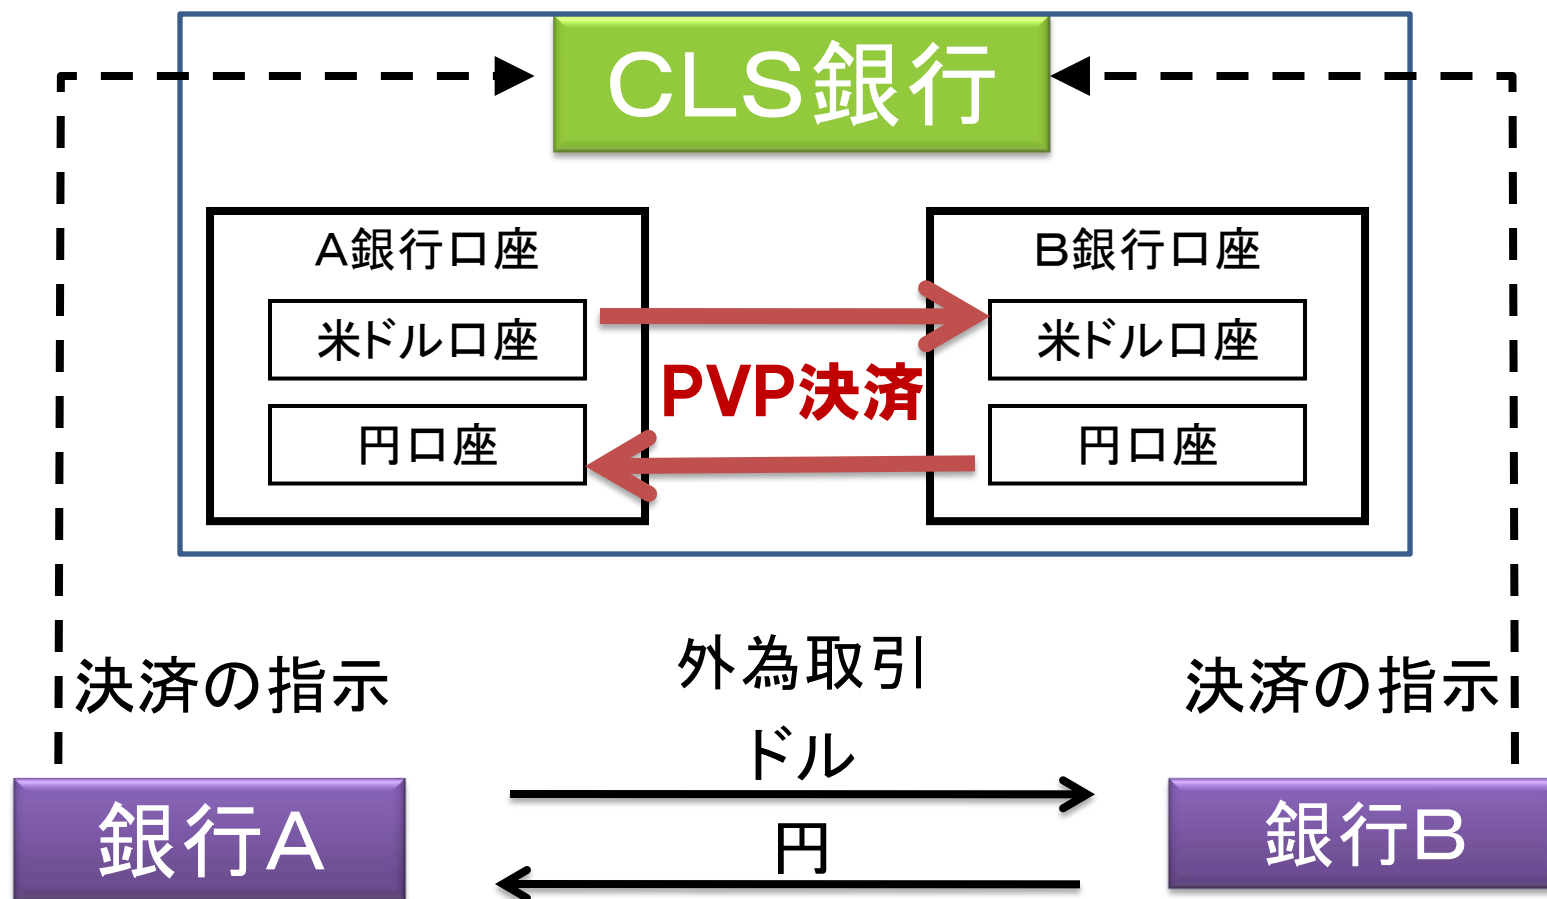 CLS銀行
A銀行口座
B銀行口座
米ドル口座
米ドル口座
PVP決済
円口座
円口座
外為取引
決済の指示
決済の指示
ドル
銀行A
円
銀行B